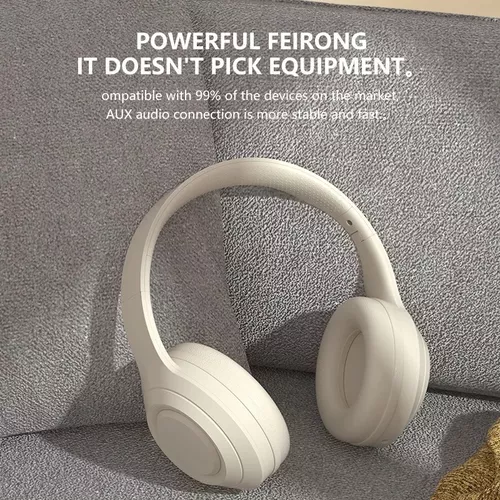 POWERFUL FEIRONG
IT DOESN'T PICK EQUIPMENT。
ompatible with 99% of the devices on the market,
AUX audio connection is more stable and fast..